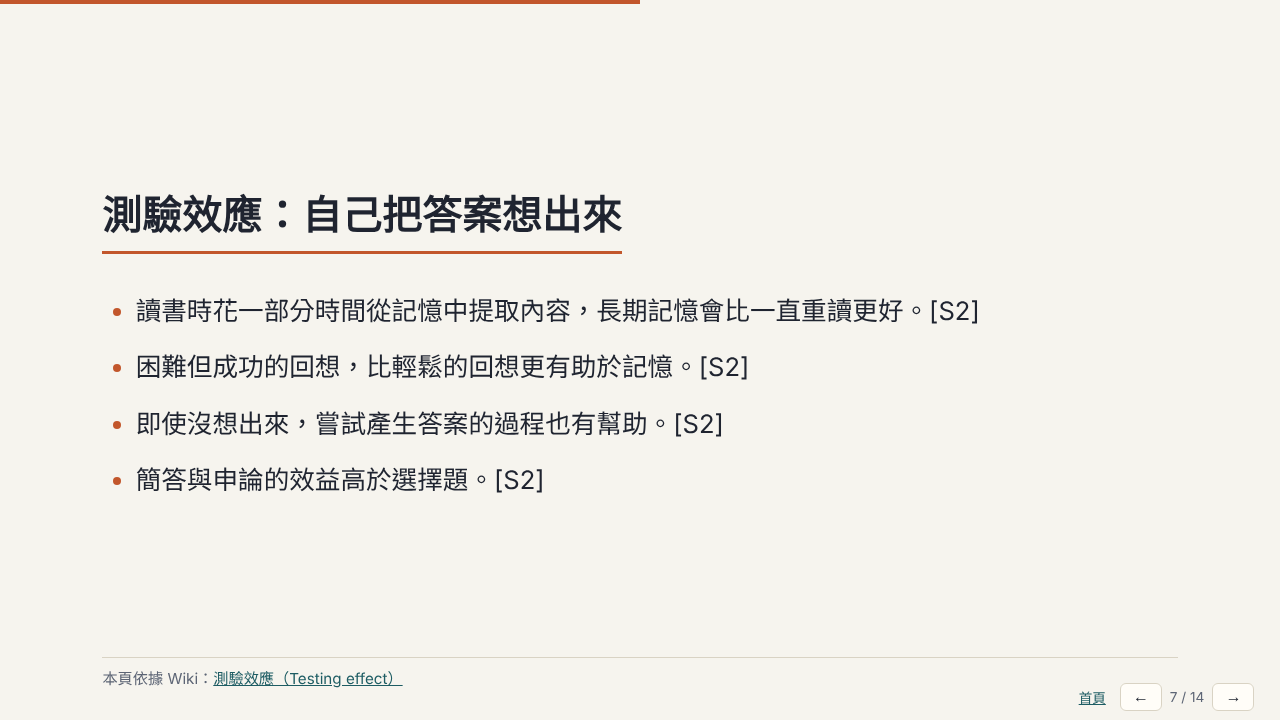 測驗效應：自己把答案想出來
• 讀書時花一部分時間從記憶中提取內容，長期記憶會比一直重讀更好。[S2]
• 困難但成功的回想，比輕鬆的回想更有助於記憶。[S2]
• 即使沒想出來，嘗試產生答案的過程也有幫助。[S2]
• 簡答與申論的效益高於選擇題。[S2]
本頁依據 Wiki：測驗效應（Testing effect）
首頁 ← 7 / 14 →